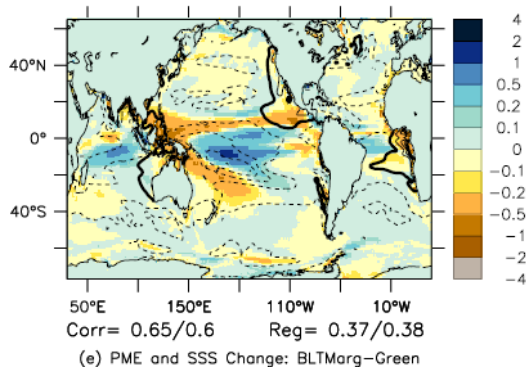 40°N
0°
40°S
50°E 150°E 110°W 10°W
4
2
1
0.5
0.2
0.1
0
−0.1
−0.2
−0.5
−1
−2
−4
Corr= 0.65/0.6 Reg= 0.37/0.38
(e) PME and SSS Change: BLTMarg−Green